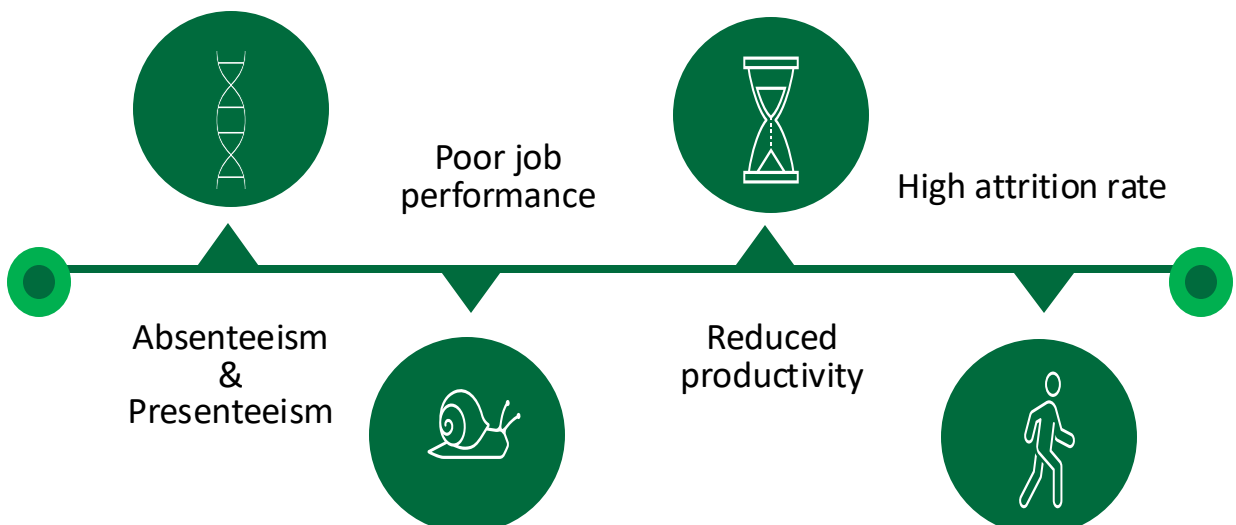 Poor job
performance
High attrition rate
Absenteeism
&
Presenteeism
Reduced
productivity